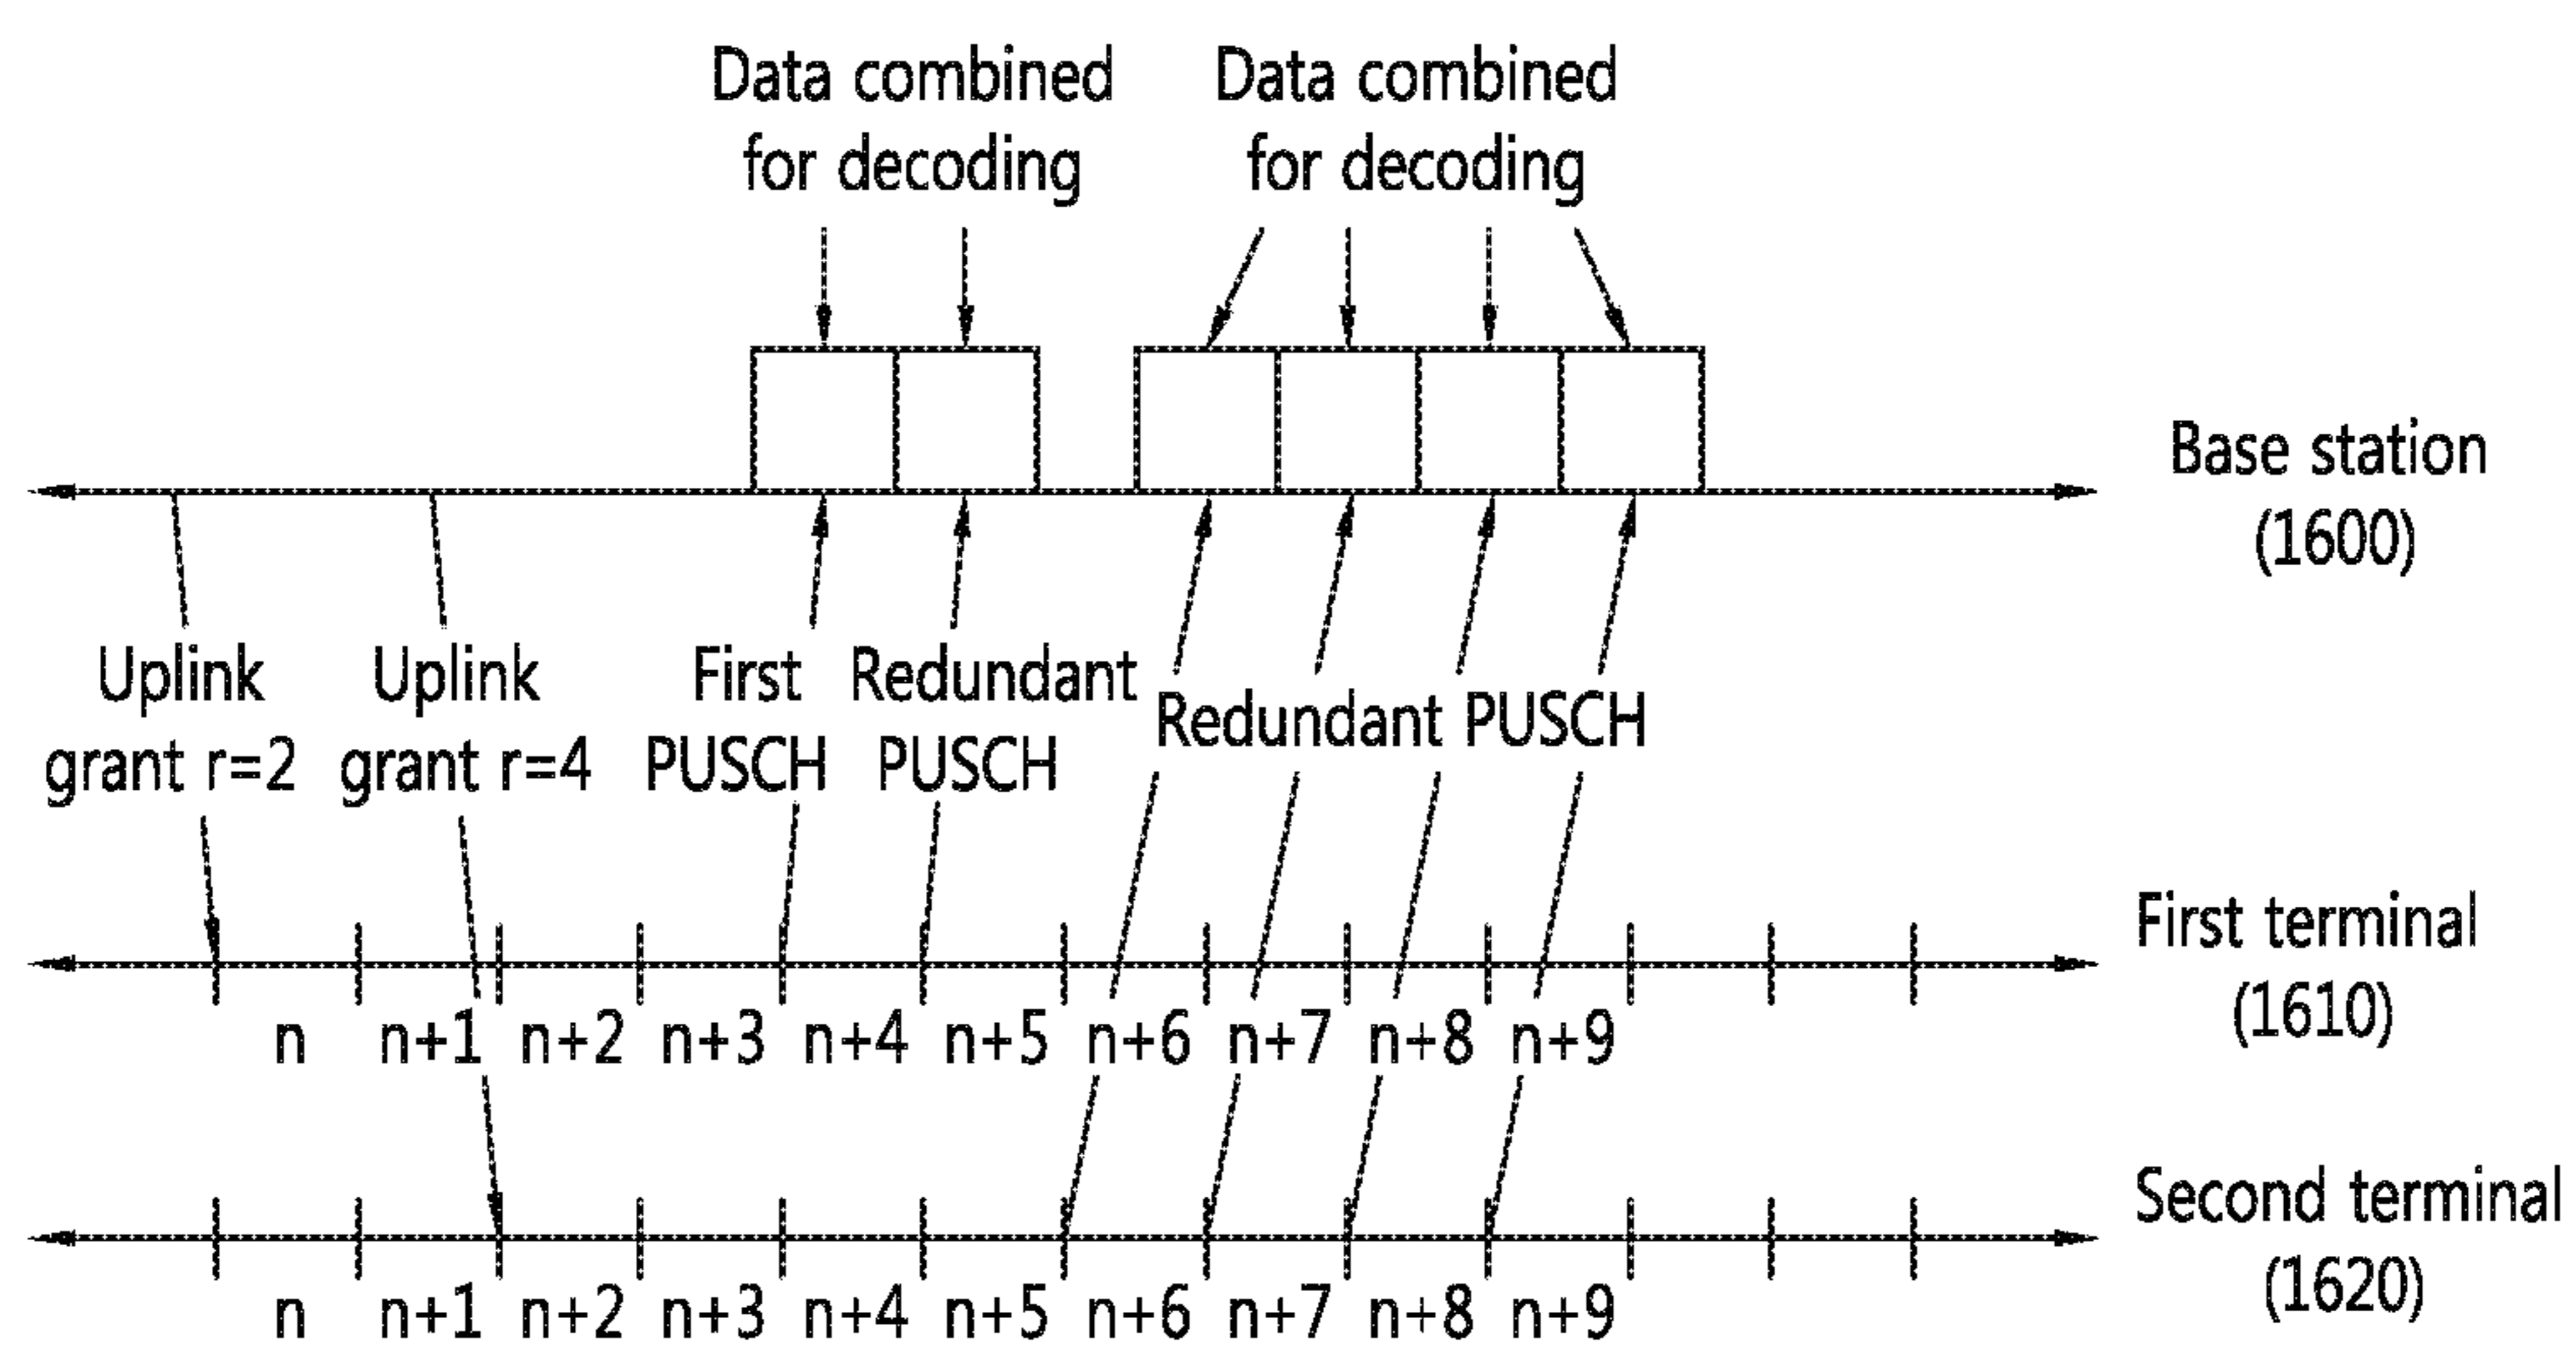 Data combined
for decoding
Data combined
for decoding
Base station
(1600)
Uplink
grant r=2
Uplink
grant r=4
First
PUSCH
Redundant
PUSCH
Redundant PUSCH
First terminal
(1610)
n n+1 n+2 n+3 n+4 n+5 n+6 n+7 n+8 n+9
Second terminal
(1620)
n n+1 n+2 n+3 n+4 n+5 n+6 n+7 n+8 n+9